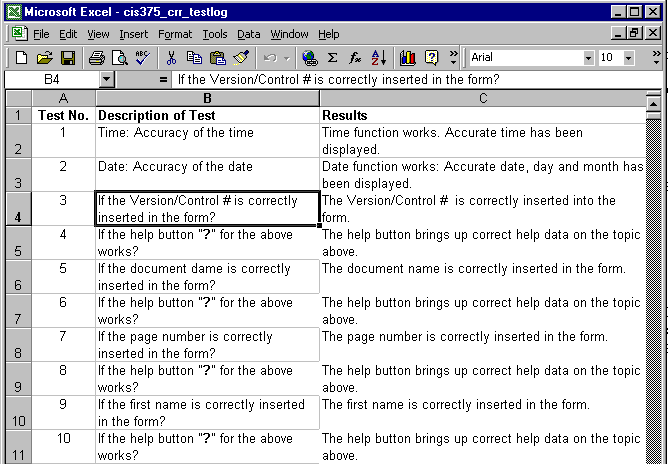 Microsoft Excel - cis375_crr_testlog
File Edit View Insert Format Tools Data Window Help
Arial 10
B4 = If the Version/Control # is correctly inserted in the form?
A B C
1 Test No. Description of Test Results
1 Time: Accuracy of the time Time function works. Accurate time has been
2 displayed.
2 Date: Accuracy of the date Date function works: Accurate date, day and month has
3 been displayed.
3 If the Version/Control # is correctly The Version/Control # is correctly inserted into the
4 inserted in the form? form.
4 If the help button "?" for the above The help button brings up correct help data on the topic
5 works? above.
5 If the document dame is correctly The document name is correctly inserted in the form.
6 inserted in the form?
6 If the help button "?" for the above The help button brings up correct help data on the topic
7 works? above.
7 If the page number is correctly The page number is correctly inserted in the form.
8 inserted in the form?
8 If the help button "?" for the above The help button brings up correct help data on the topic
9 works? above.
9 If the first name is correctly inserted The first name is correctly inserted in the form.
10 in the form?
10 If the help button "?" for the above The help button brings up correct help data on the topic
11 works? above.